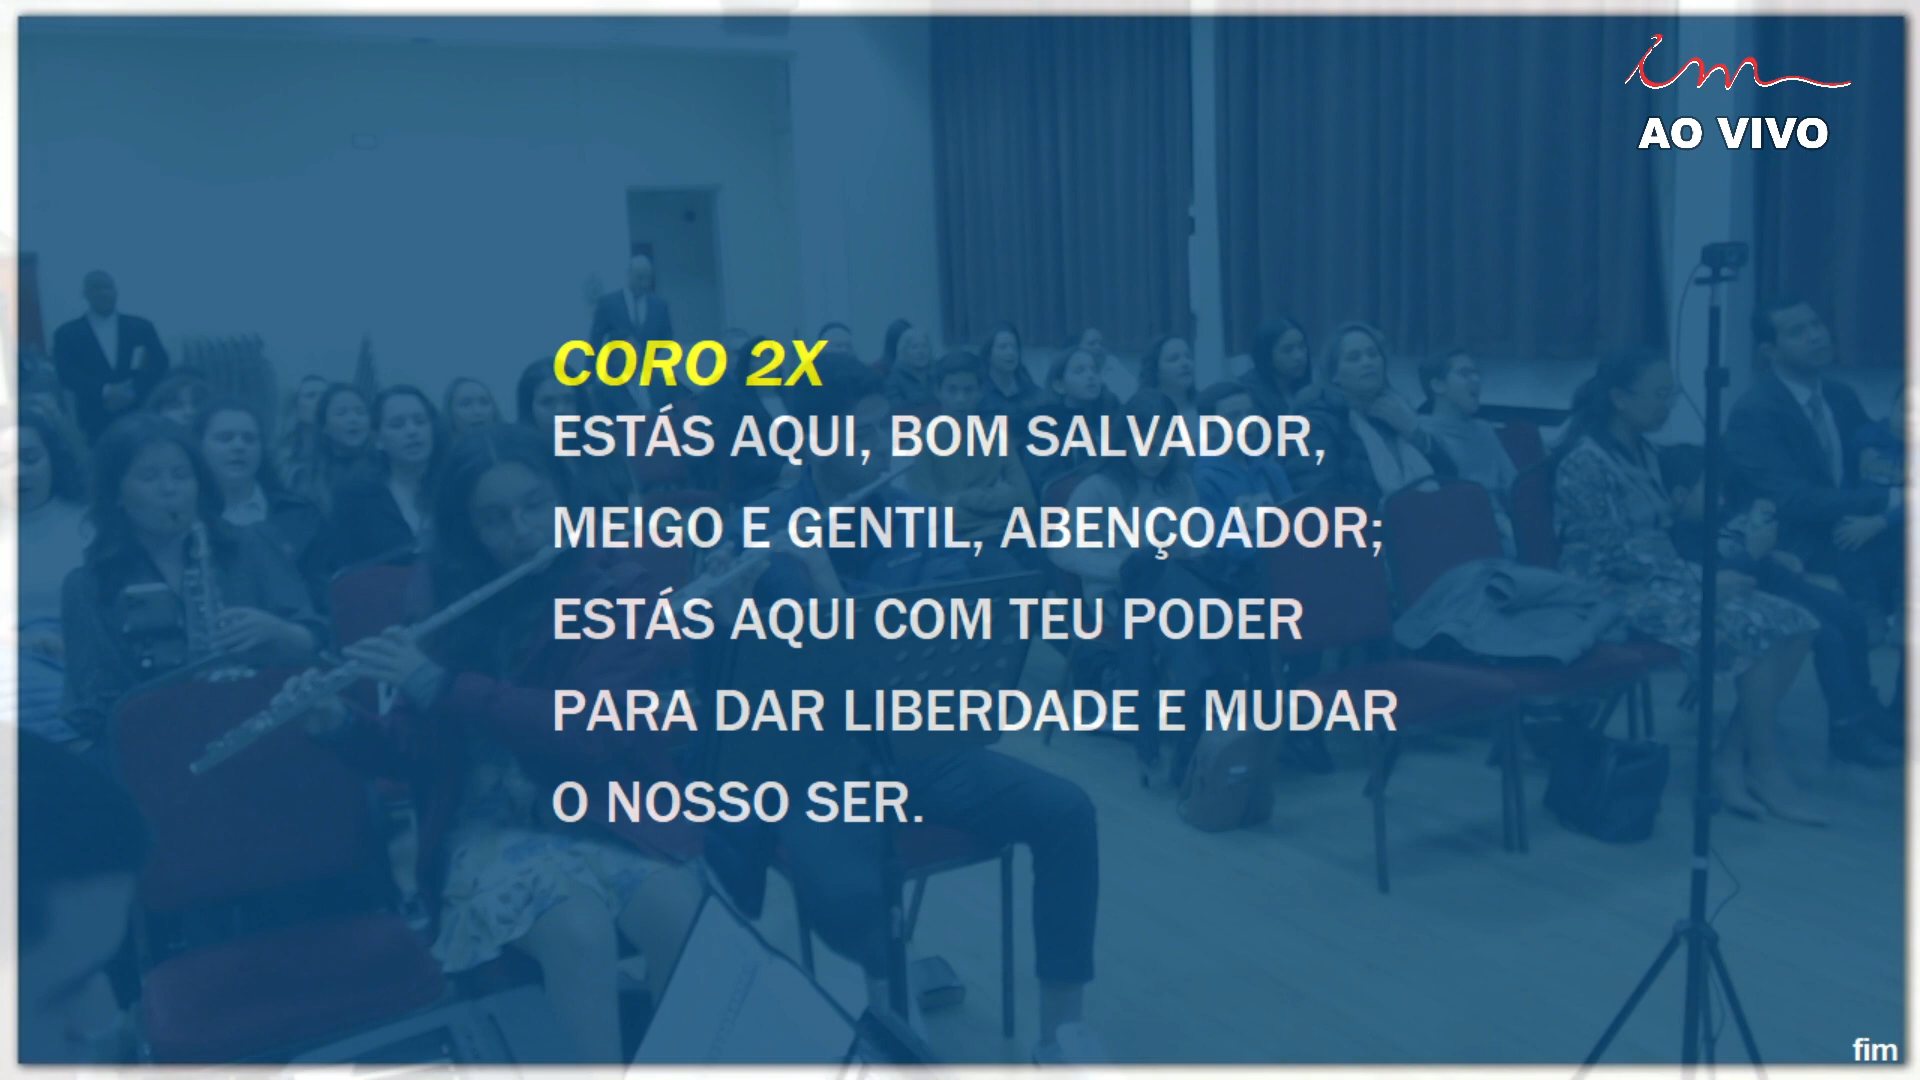 im
AO VIVO
CORO 2X
ESTÁS AQUI, BOM SALVADOR,
MEIGO E GENTIL, ABENÇOADOR;
ESTÁS AQUI COM TEU PODER
PARA DAR LIBERDADE E MUDAR
O NOSSO SER.
fim